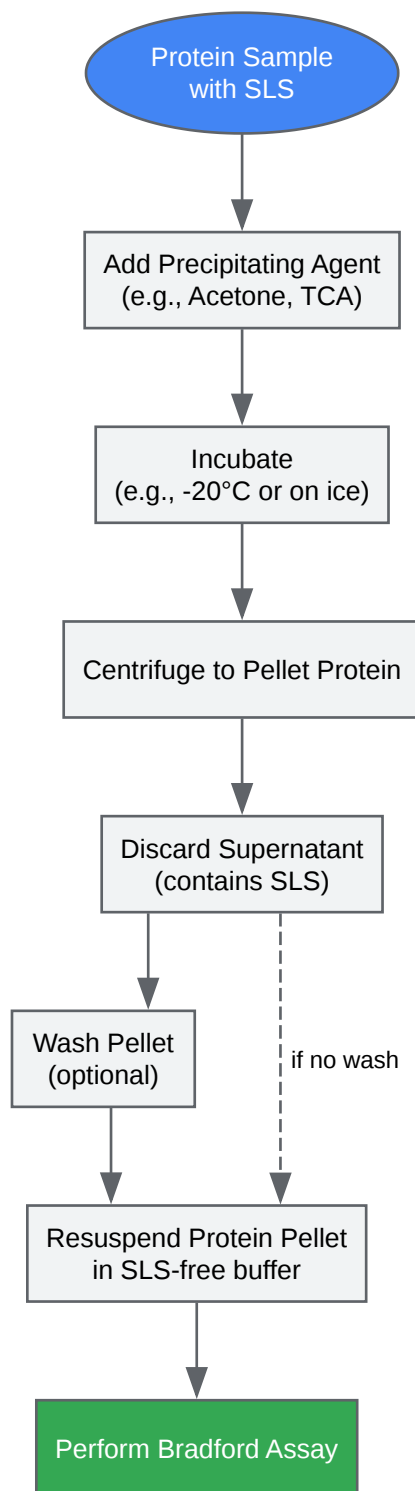 Protein Sample
with SLS
Add Precipitating Agent
(e.g., Acetone, TCA)
Incubate
(e.g., -20°C or on ice)
Centrifuge to Pellet Protein
Discard Supernatant
(contains SLS)
Wash Pellet
(optional)
if no wash
Resuspend Protein Pellet
in SLS-free buffer
Perform Bradford Assay